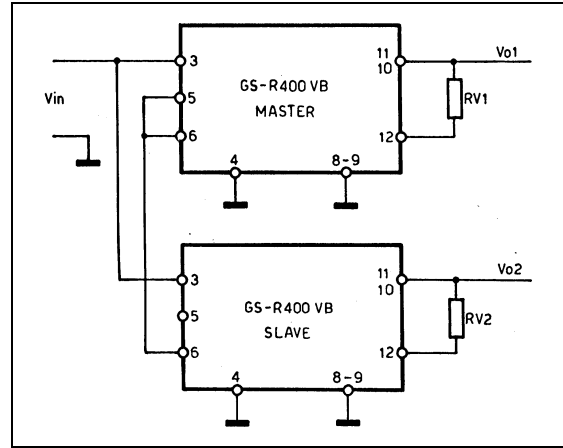 3
11
Vo1
10
GS-R400 VB
MASTER
RV1
Vin
5
6
12
4
8-9
3
11
Vo2
10
GS-R400 VB
SLAVE
RV2
5
6
12
4
8-9